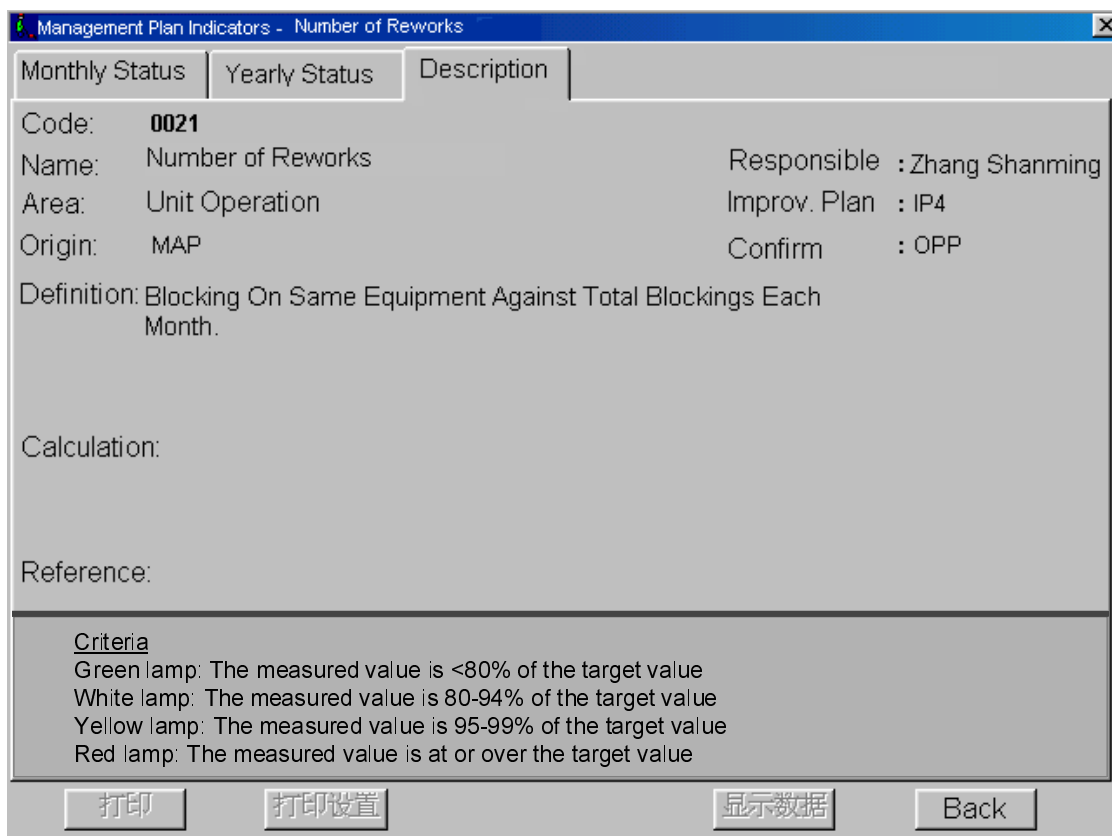 Management Plan Indicators - Number of Reworks
Monthly Status Yearly Status Description
Code: 0021
Name: Number of Reworks Responsible : Zhang Shanming
Area: Unit Operation Improv. Plan : IP4
Origin: MAP Confirm : OPP
Definition: Blocking On Same Equipment Against Total Blockings Each
Month.
Calculation:
Reference:
Criteria
Green lamp: The measured value is <80% of the target value
White lamp: The measured value is 80-94% of the target value
Yellow lamp: The measured value is 95-99% of the target value
Red lamp: The measured value is at or over the target value
打印 打印设置 显示数据 Back